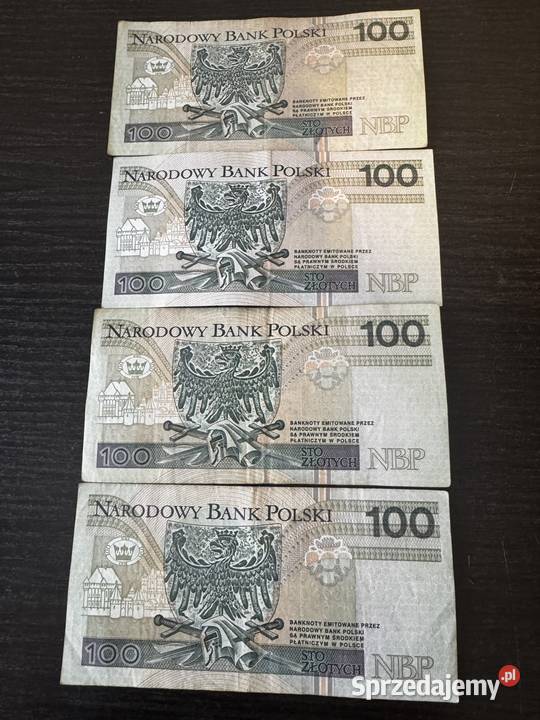 NARODOWY BANK POLSKI 100
BANKNOTY EMITOWANE PRZEZ
NARODOWY BANK POLSKI
SĄ PRAWNYM ŚRODKIEM
PŁATNICZYM W POLSCE
100 STO
ZŁOTYCH NBP
NARODOWY BANK POLSKI 100
BANKNOTY EMITOWANE PRZEZ
NARODOWY BANK POLSKI
SĄ PRAWNYM ŚRODKIEM
PŁATNICZYM W POLSCE
100 STO
ZŁOTYCH NBP
NARODOWY BANK POLSKI 100
BANKNOTY EMITOWANE PRZEZ
NARODOWY BANK POLSKI
SĄ PRAWNYM ŚRODKIEM
PŁATNICZYM W POLSCE
100 STO
ZŁOTYCH NBP
NARODOWY BANK POLSKI 100
BANKNOTY EMITOWANE PRZEZ
NARODOWY BANK POLSKI
SĄ PRAWNYM ŚRODKIEM
PŁATNICZYM W POLSCE
100 STO
ZŁOTYCH NBP
Sprzedajemy.pl